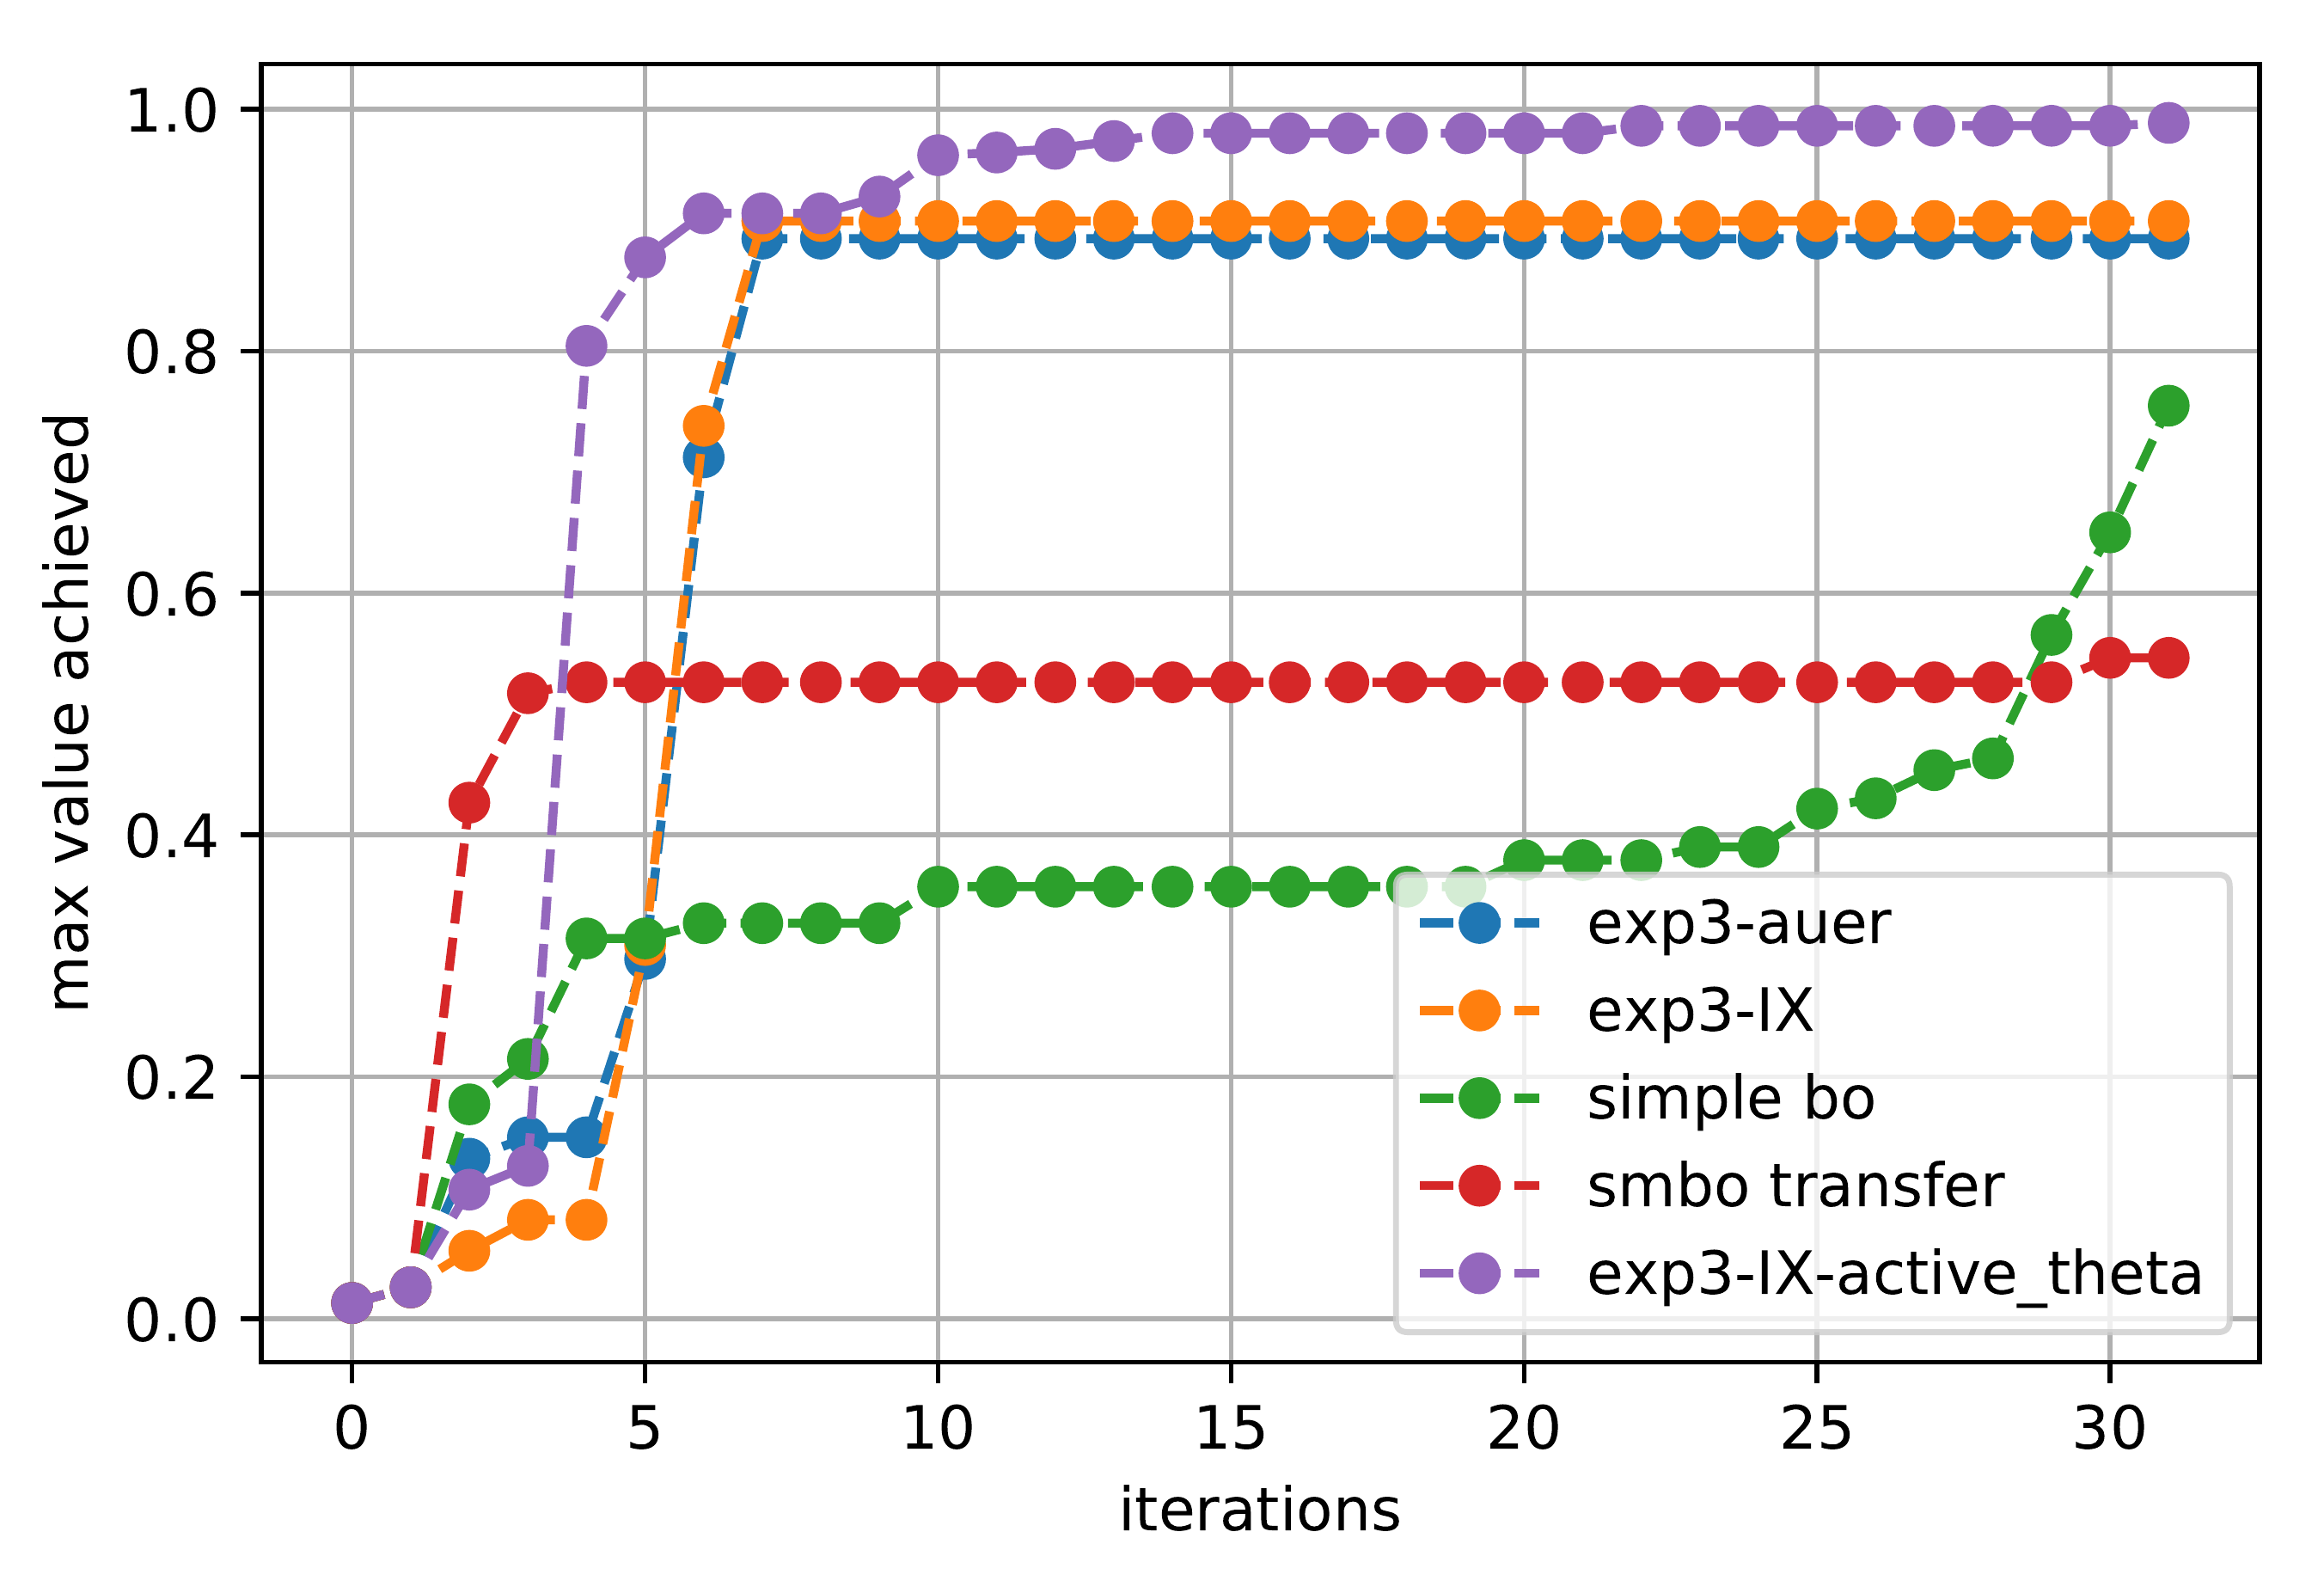 1.0
0.8
0.6
0.4
0.2
0.0
max value achieved
0 5 10 15 20 25 30
iterations
exp3-auer
exp3-IX
simple bo
smbo transfer
exp3-IX-active_theta